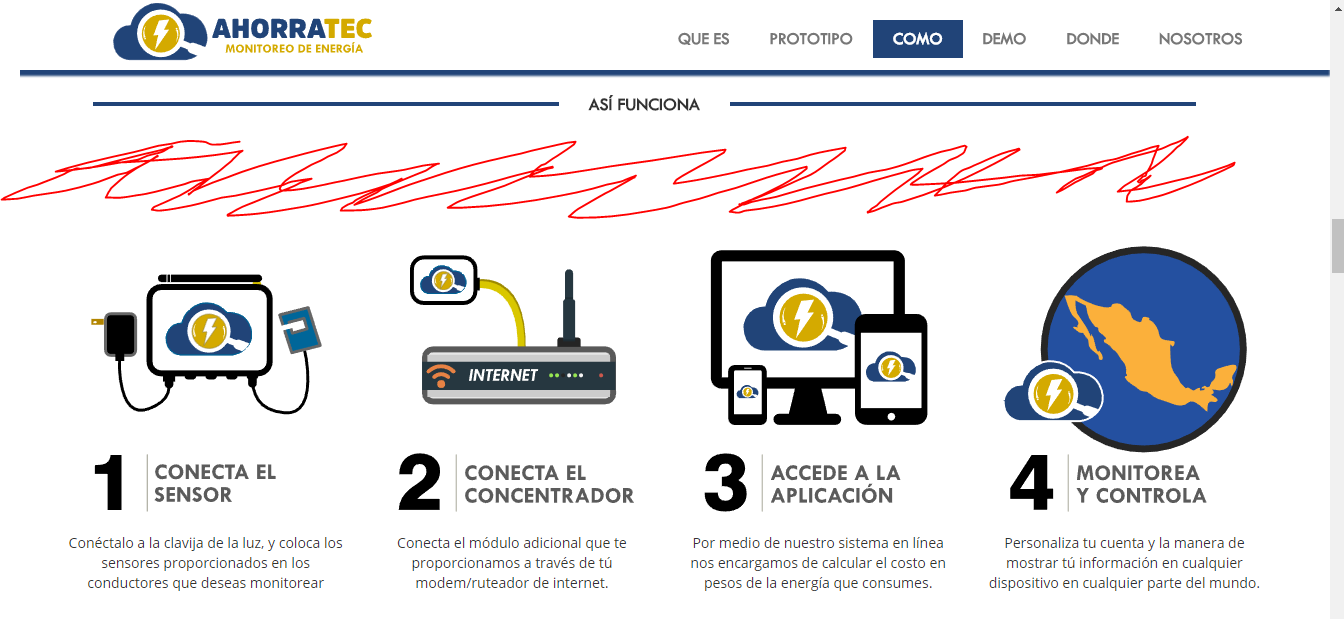 AHORRATEC
MONITOREO DE ENERGÍA
QUE ES PROTOTIPO COMO DEMO DONDE NOSOTROS
ASÍ FUNCIONA
INTERNET
1 CONECTA EL
SENSOR
Conéctalo a la clavija de la luz, y coloca los
sensores proporcionados en los
conductores que deseas monitorear
2 CONECTA EL
CONCENTRADOR
Conecta el módulo adicional que te
proporcionamos a través de tú
modem/ruteador de internet.
3 ACCEDE A LA
APLICACIÓN
Por medio de nuestro sistema en línea
nos encargamos de calcular el costo en
pesos de la energía que consumes.
4 MONITOREA
Y CONTROLA
Personaliza tu cuenta y la manera de
mostrar tú información en cualquier
dispositivo en cualquier parte del mundo.